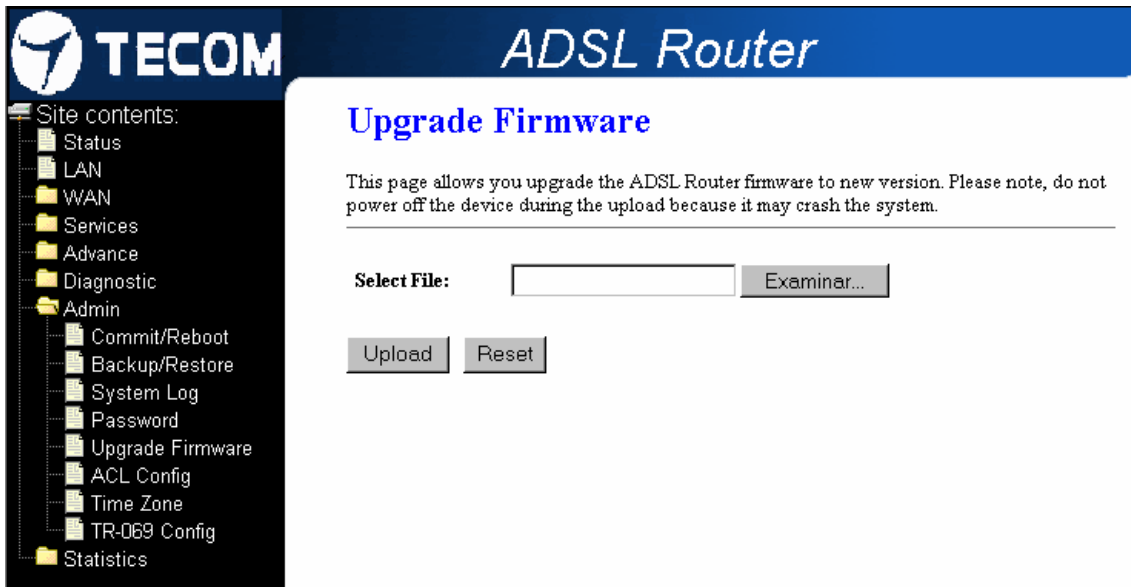 TECOM
ADSL Router
Site contents:
Status
LAN
WAN
Services
Advance
Diagnostic
Admin
Commit/Reboot
Backup/Restore
System Log
Password
Upgrade Firmware
ACL Config
Time Zone
TR-069 Config
Statistics
Upgrade Firmware
This page allows you upgrade the ADSL Router firmware to new version. Please note, do not
power off the device during the upload because it may crash the system.
Select File: Examinar...
Upload Reset